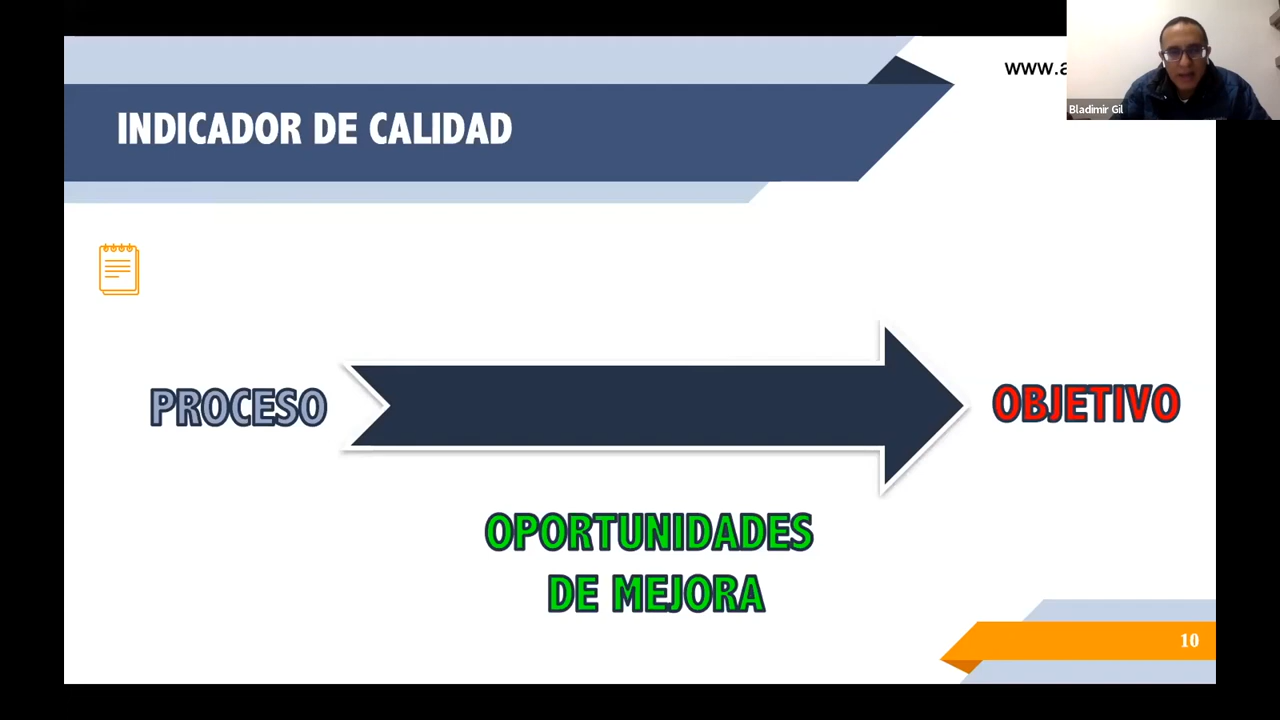 www.a
Bladimir Gil
INDICADOR DE CALIDAD
PROCESO
OBJETIVO
OPORTUNIDADES
DE MEJORA
10